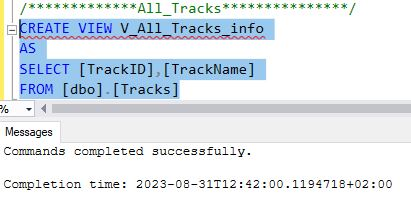 /*************All_Tracks***************/
CREATE VIEW V_All_Tracks_info
AS
SELECT [TrackID],[TrackName]
FROM [dbo].[Tracks]
%
Messages
Commands completed successfully.
Completion time: 2023-08-31T12:42:00.1194718+02:00